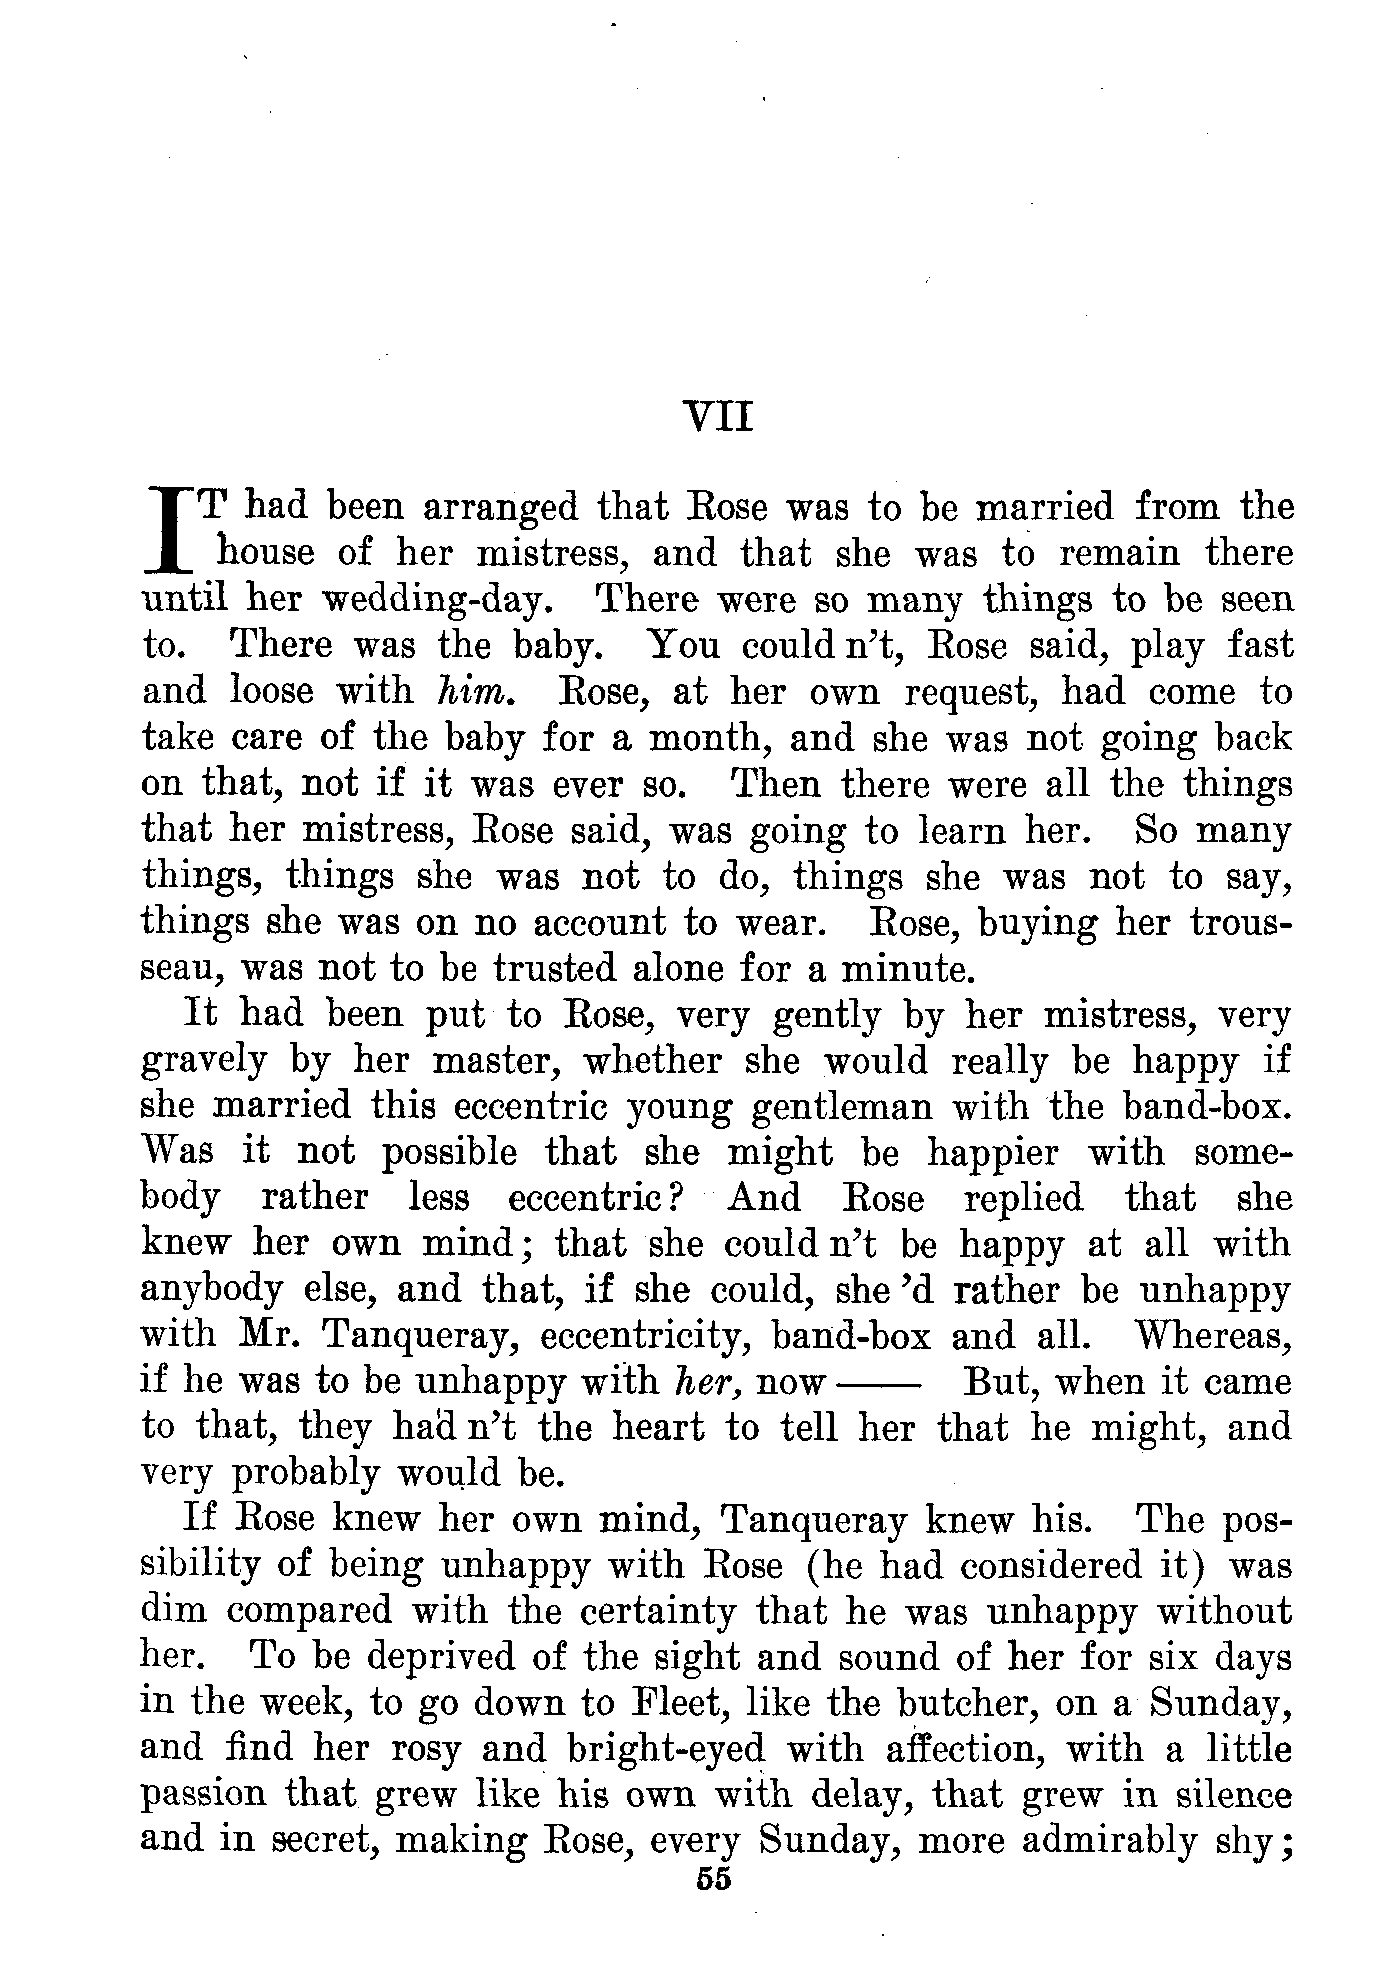 VII
IT had been arranged that Rose was to be married from the
house of her mistress, and that she was to remain there
until her wedding-day. There were so many things to be seen
to. There was the baby. You could n't, Rose said, play fast
and loose with him. Rose, at her own request, had come to
take care of the baby for a month, and she was not going back
on that, not if it was ever so. Then there were all the things
that her mistress, Rose said, was going to learn her. So many
things, things she was not to do, things she was not to say,
things she was on no account to wear. Rose, buying her trous-
seau, was not to be trusted alone for a minute.
It had been put to Rose, very gently by her mistress, very
gravely by her master, whether she would really be happy if
she married this eccentric young gentleman with the band-box.
Was it not possible that she might be happier with some-
body rather less eccentric? And Rose replied that she
knew her own mind; that she could n't be happy at all with
anybody else, and that, if she could, she 'd rather be unhappy
with Mr. Tanqueray, eccentricity, band-box and all. Whereas,
if he was to be unhappy with her, now—— But, when it came
to that, they had n't the heart to tell her that he might, and
very probably would be.
If Rose knew her own mind, Tanqueray knew his. The pos-
sibility of being unhappy with Rose (he had considered it) was
dim compared with the certainty that he was unhappy without
her. To be deprived of the sight and sound of her for six days
in the week, to go down to Fleet, like the butcher, on a Sunday,
and find her rosy and bright-eyed with affection, with a little
passion that grew like his own with delay, that grew in silence
and in secret, making Rose, every Sunday, more admirably shy;
55